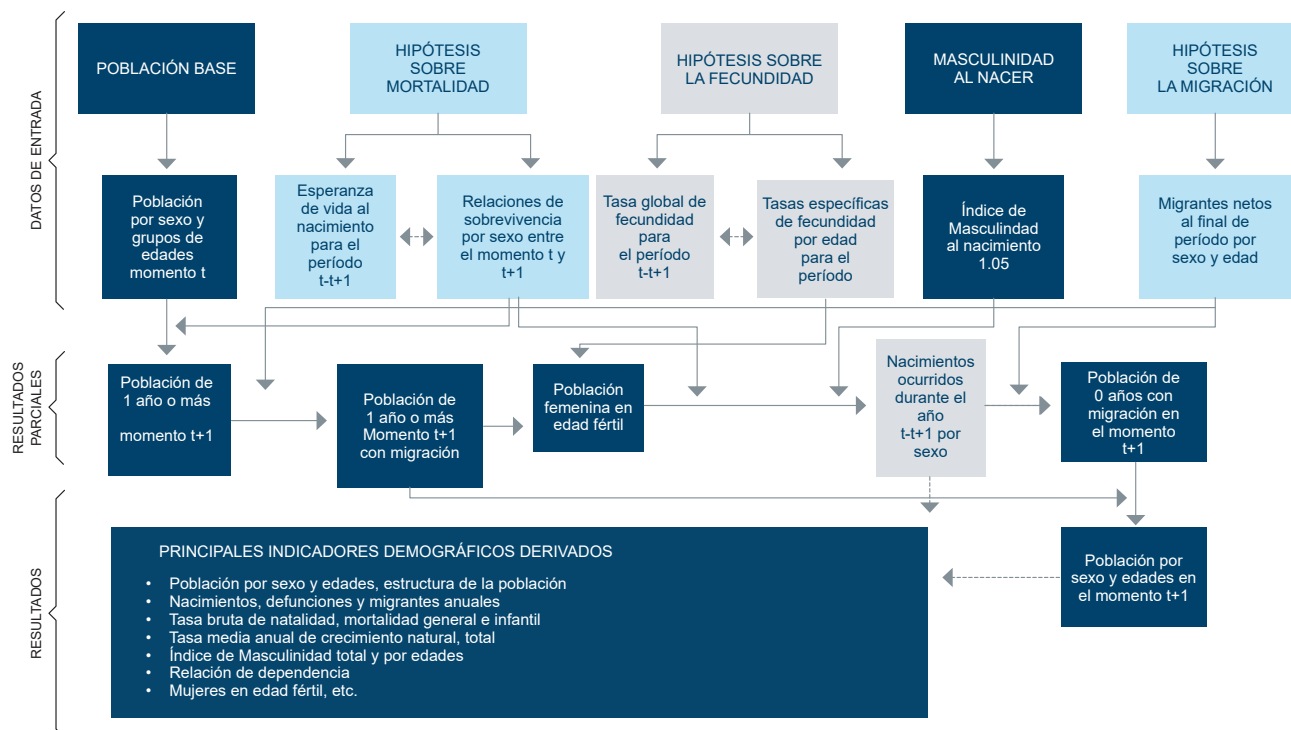 DATOS DE ENTRADA
POBLACIÓN BASE
HIPÓTESIS
SOBRE
MORTALIDAD
HIPÓTESIS SOBRE
LA FECUNDIDAD
MASCULINIDAD
AL NACER
HIPÓTESIS
SOBRE
LA MIGRACIÓN
Población
por sexo y
grupos de
edades
momento t
Esperanza
de vida al
nacimiento
para el
período
t-t+1
Relaciones de
sobrevivencia
por sexo entre
el momento t y
t+1
Tasa global de
fecundidad
para
el período
t-t+1
Tasas específicas
de fecundidad
por edad
para el
período
Índice de
Masculindad
al nacimiento
1.05
Migrantes netos
al final de
período por
sexo y edad
RESULTADOS
PARCIALES
Población de
1 año o más
momento t+1
Población de
1 año o más
Momento t+1
con migración
Población
femenina en
edad fértil
Nacimientos
ocurridos
durante el
año
t-t+1 por
sexo
Población de
0 años con
migración en
el momento
t+1
RESULTADOS
PRINCIPALES INDICADORES DEMOGRÁFICOS DERIVADOS
• Población por sexo y edades, estructura de la población
• Nacimientos, defunciones y migrantes anuales
• Tasa bruta de natalidad, mortalidad general e infantil
• Tasa media anual de crecimiento natural, total
• Índice de Masculinidad total y por edades
• Relación de dependencia
• Mujeres en edad fértil, etc.
Población por
sexo y edades en
el momento t+1